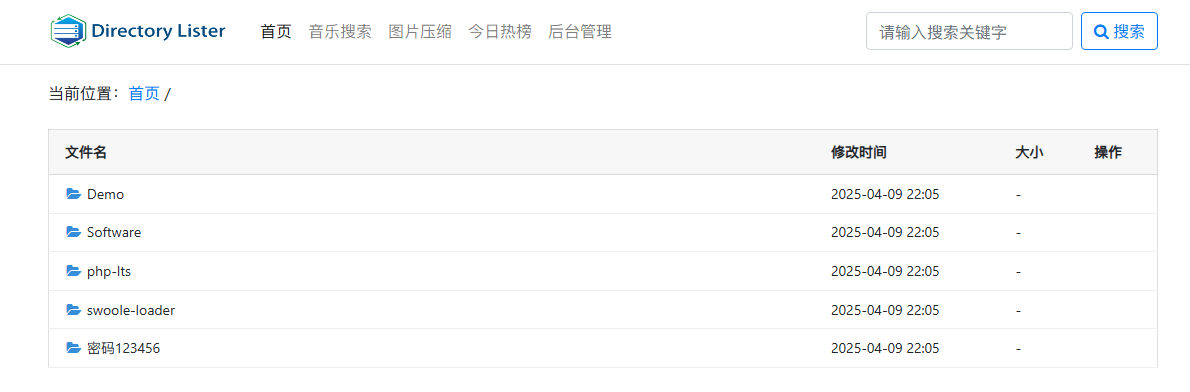 Directory Lister 首页 音乐搜索 图片压缩 今日热榜 后台管理 请输入搜索关键字 搜索
当前位置：首页 /
文件名 修改时间 大小 操作
Demo 2025-04-09 22:05 -
Software 2025-04-09 22:05 -
php-lts 2025-04-09 22:05 -
swoole-loader 2025-04-09 22:05 -
密码123456 2025-04-09 22:05 -